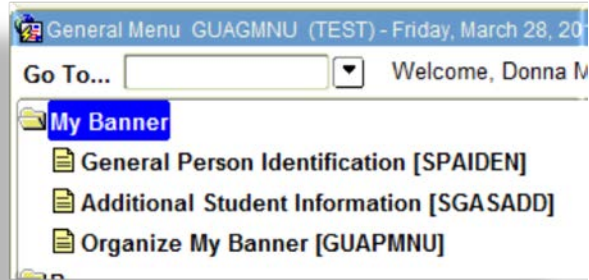 General Menu GUAGMNU (TEST) - Friday, March 28, 20
Go To... Welcome, Donna M
My Banner
General Person Identification [SPAIDEN]
Additional Student Information [SGASADD]
Organize My Banner [GUAPMNU]